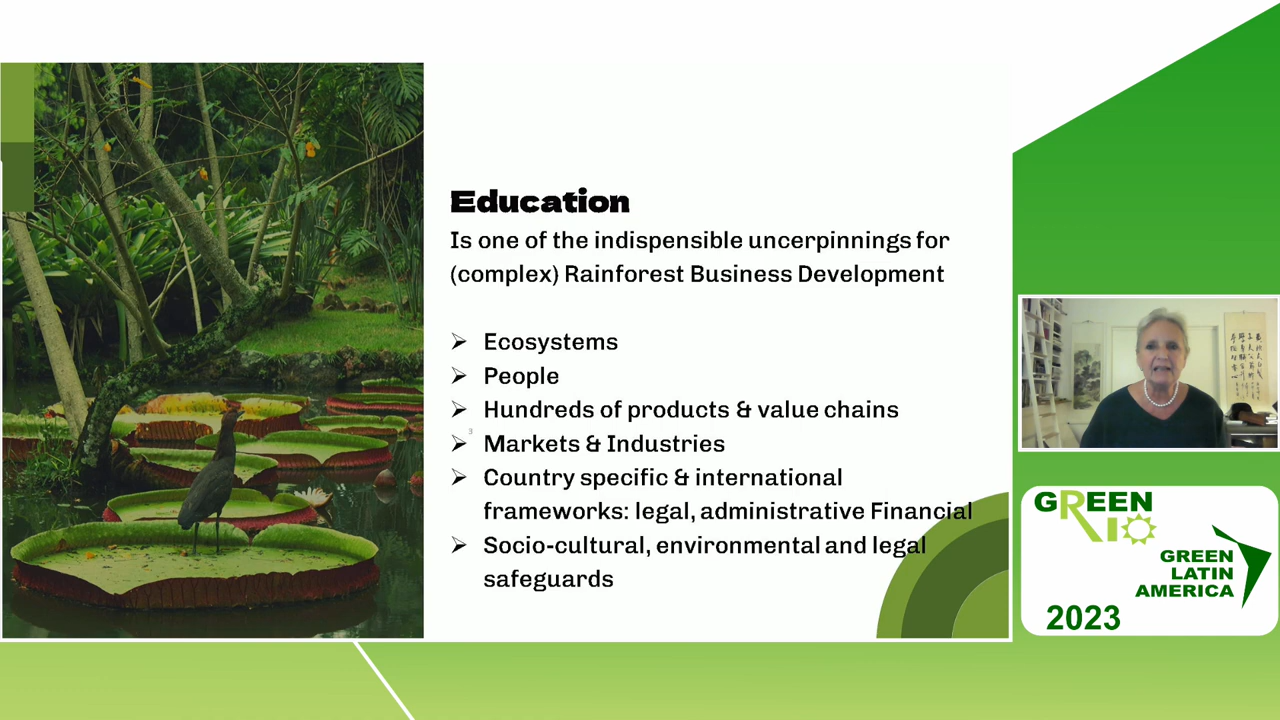 Education
Is one of the indispensible uncerpinnings for
(complex) Rainforest Business Development
➢ Ecosystems
➢ People
➢ Hundreds of products & value chains
3
➢ Markets & Industries
➢ Country specific & international
frameworks: legal, administrative Financial
➢ Socio-cultural, environmental and legal
safeguards
GREEN
RIO
GREEN
LATIN
AMERICA
2023